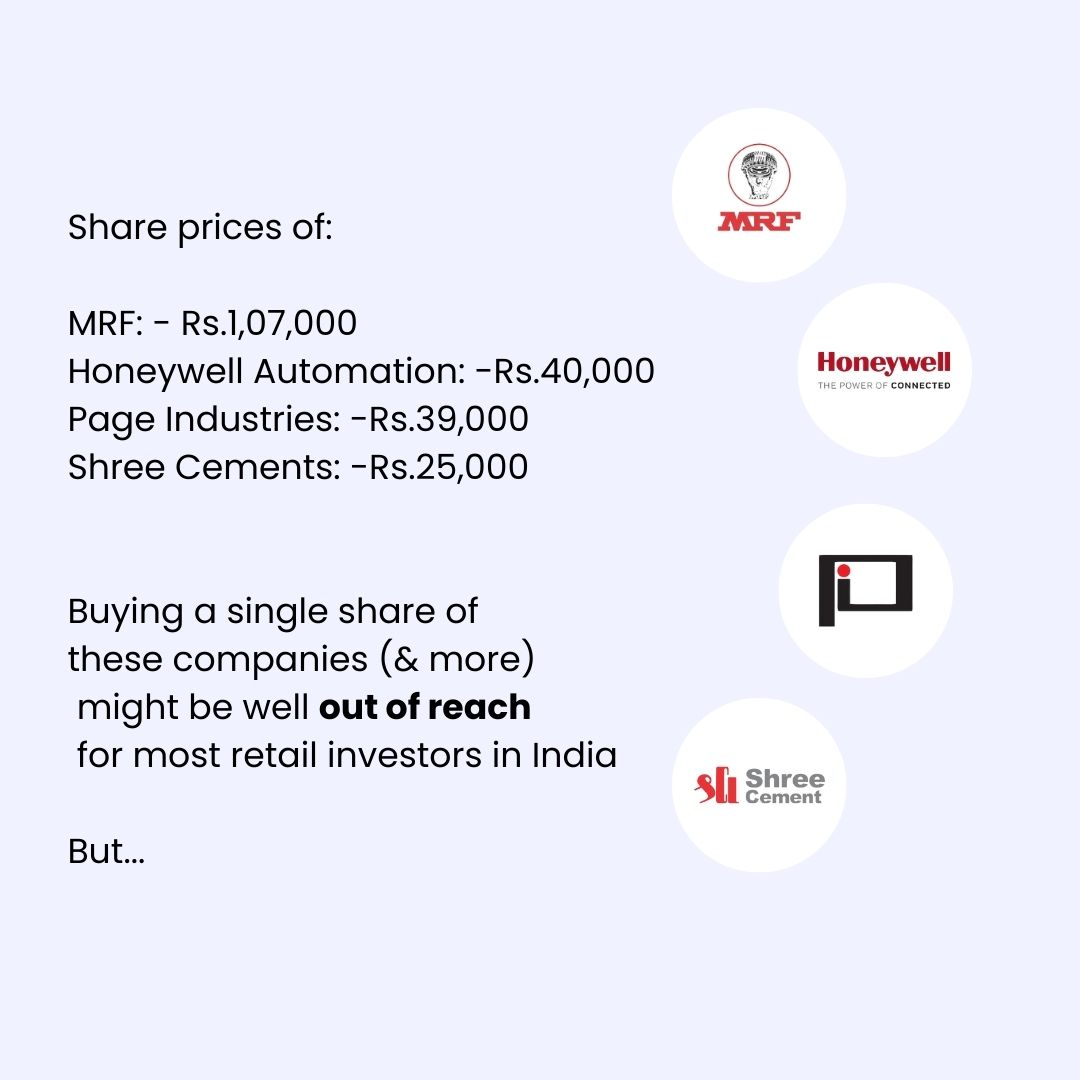 Share prices of:
MRF: - Rs.1,07,000
Honeywell Automation: -Rs.40,000
Page Industries: -Rs.39,000
Shree Cements: -Rs.25,000
Buying a single share of
these companies (& more)
might be well out of reach
for most retail investors in India
But...
MRF
Honeywell
THE POWER OF CONNECTED
Shree
Cement